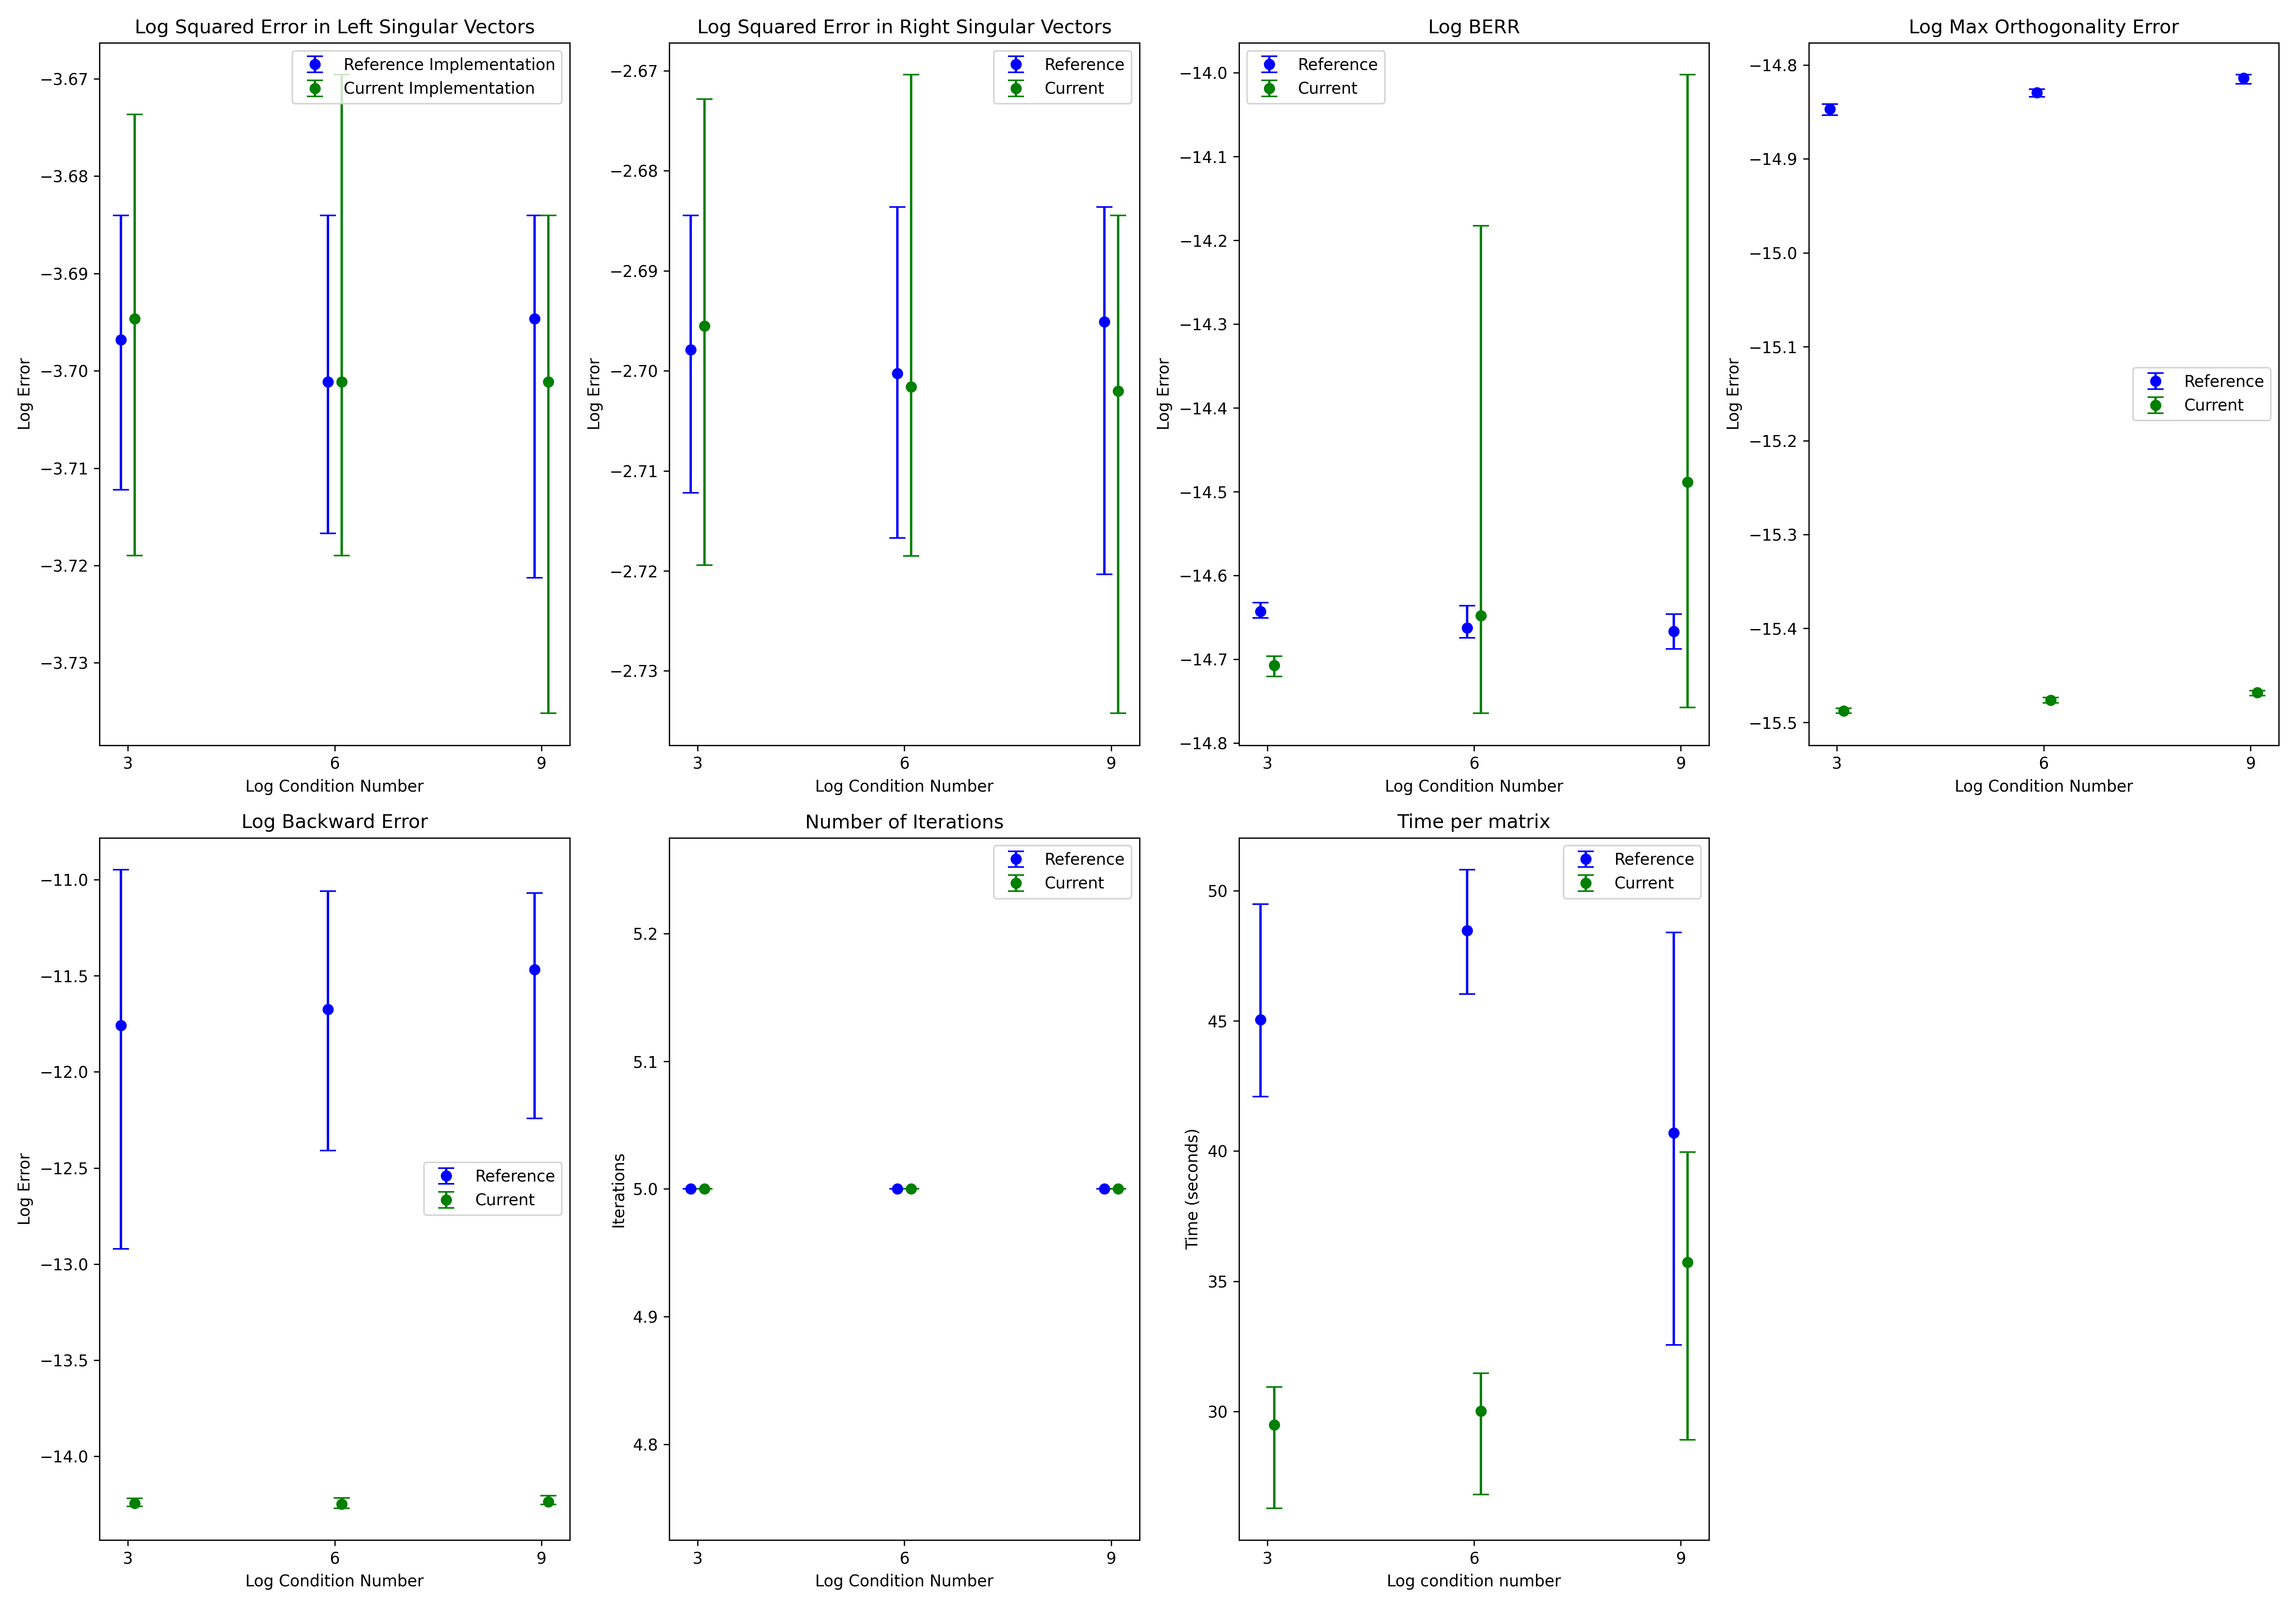 Log Squared Error in Left Singular Vectors
Log Error
−3.67
−3.68
−3.69
−3.70
−3.71
−3.72
−3.73
Reference Implementation
Current Implementation
3 6 9
Log Condition Number
Log Squared Error in Right Singular Vectors
Log Error
−2.67
−2.68
−2.69
−2.70
−2.71
−2.72
−2.73
Reference
Current
3 6 9
Log Condition Number
Log BERR
Log Error
−14.0
−14.1
−14.2
−14.3
−14.4
−14.5
−14.6
−14.7
−14.8
Reference
Current
3 6 9
Log Condition Number
Log Max Orthogonality Error
Log Error
−14.8
−14.9
−15.0
−15.1
−15.2
−15.3
−15.4
−15.5
Reference
Current
3 6 9
Log Condition Number
Log Backward Error
Log Error
−11.0
−11.5
−12.0
−12.5
−13.0
−13.5
−14.0
Reference
Current
3 6 9
Log Condition Number
Number of Iterations
Iterations
5.2
5.1
5.0
4.9
4.8
Reference
Current
3 6 9
Log Condition Number
Time per matrix
Time (seconds)
50
45
40
35
30
Reference
Current
3 6 9
Log condition number